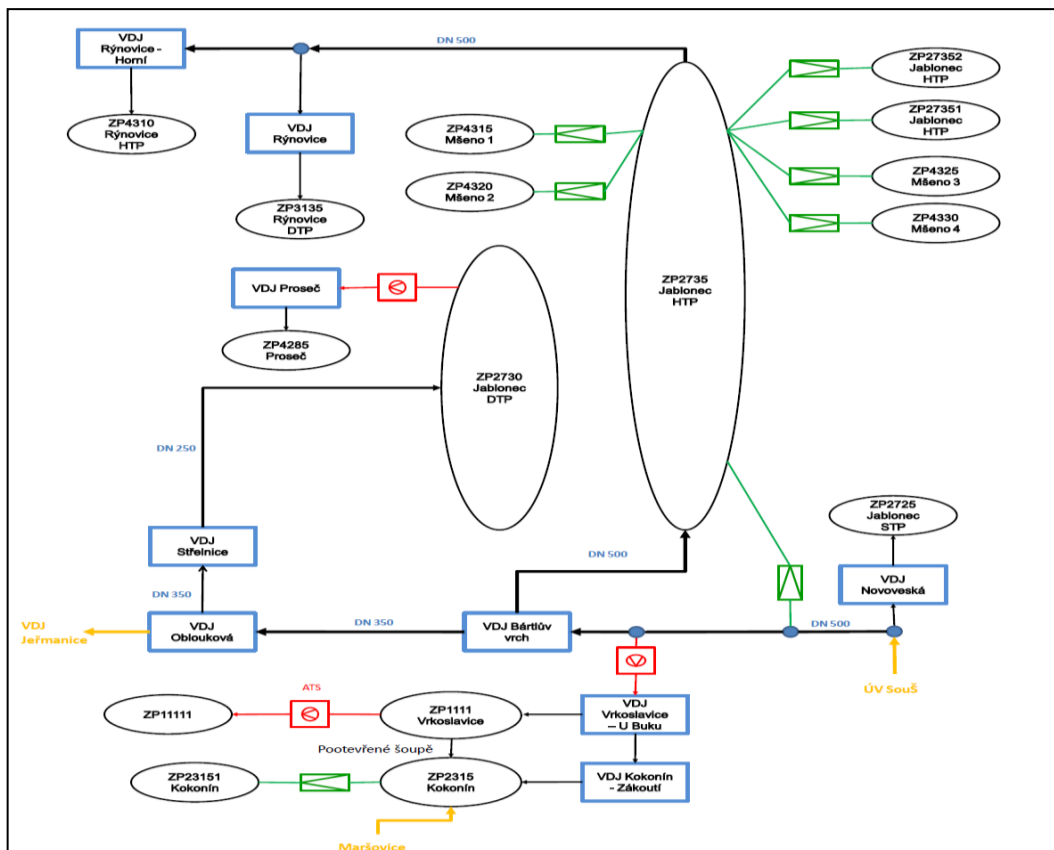 VDJ
Rýnovice -
Horní
DN 500
ZP4310
Rýnovice
HTP
VDJ
Rýnovice
ZP3135
Rýnovice
DTP
ZP4315
Mšeno 1
ZP4320
Mšeno 2
ZP27352
Jablonec
HTP
ZP27351
Jablonec
HTP
ZP4325
Mšeno 3
ZP4330
Mšeno 4
ZP2735
Jablonec
HTP
VDJ Proseč
ZP4285
Proseč
ZP2730
Jablonec
DTP
DN 250
VDJ
Střelnice
DN 350
VDJ
Jeřmanice
VDJ
Oblouková
DN 350
DN 500
VDJ Bártlův
vrch
ZP2725
Jablonec
STP
VDJ
Novoveská
DN 500
ÚV SouŠ
ATS
ZP11111
ZP1111
Vrkoslavice
VDJ
Vrkoslavice
– U Buku
Pootevřené šoupě
ZP23151
Kokonín
ZP2315
Kokonín
VDJ Kokonín
- Zákoutí
Maršovice